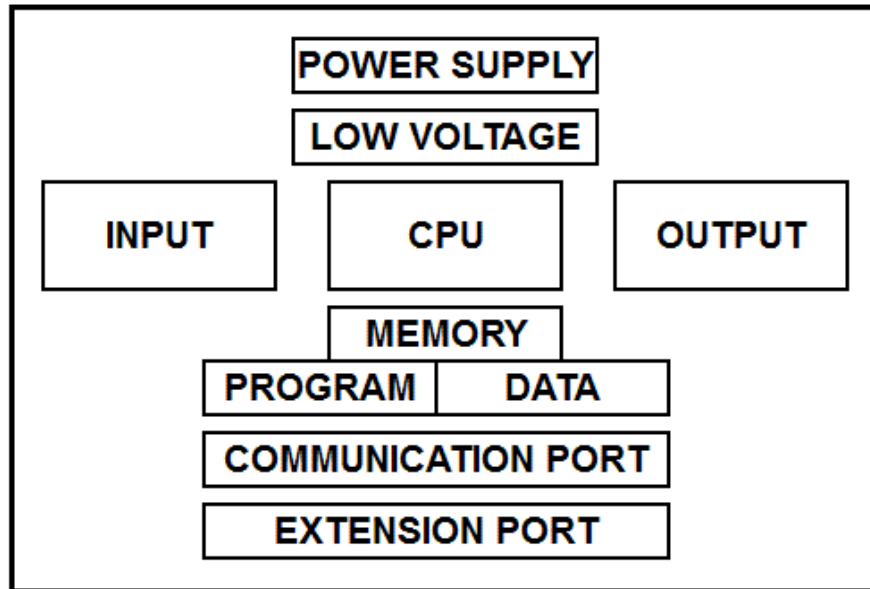 POWER SUPPLY
LOW VOLTAGE
INPUT CPU OUTPUT
MEMORY
PROGRAM DATA
COMMUNICATION PORT
EXTENSION PORT